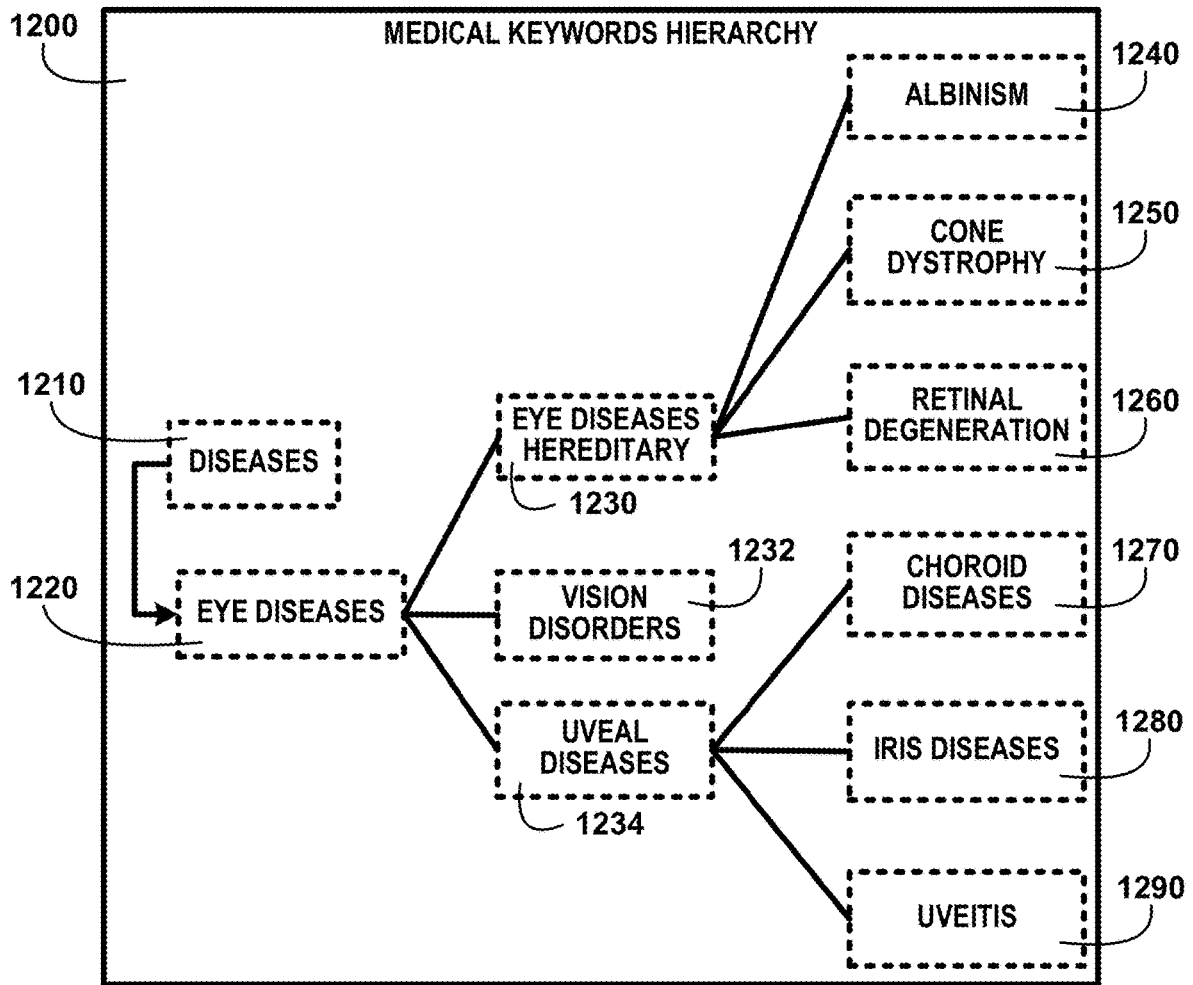 1200
MEDICAL KEYWORDS HIERARCHY
1240
ALBINISM
1250
CONE
DYSTROPHY
1210
DISEASES
EYE DISEASES
HEREDITARY
1230
RETINAL
DEGENERATION
1260
1220
EYE DISEASES
1232
VISION
DISORDERS
CHOROID
DISEASES
1270
UVEAL
DISEASES
1234
IRIS DISEASES
1280
UVEITIS
1290